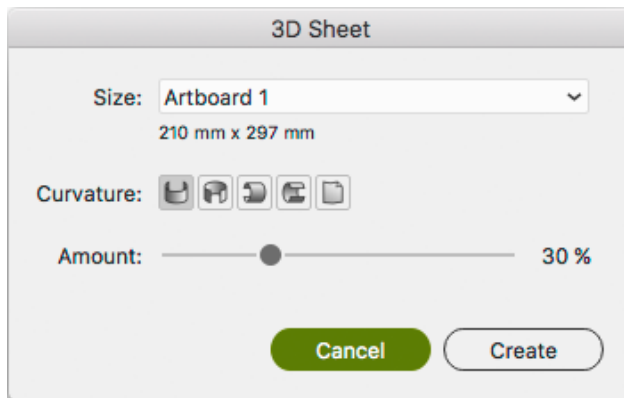 3D Sheet
Size: Artboard 1
210 mm x 297 mm
Curvature:
Amount: 30 %
Cancel Create